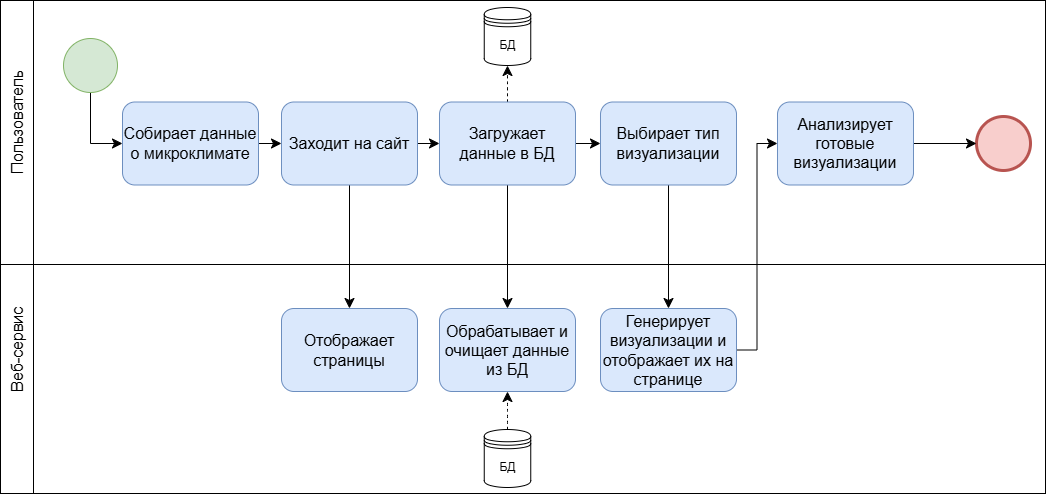 Пользователь
БД
Собирает данные
о микроклимате
Заходит на сайт
Загружает
данные в БД
Выбирает тип
визуализации
Анализирует
готовые
визуализации
Веб-сервис
Отображает
страницы
Обрабатывает и
очищает данные
из БД
Генерирует
визуализации и
отображает их на
странице
БД